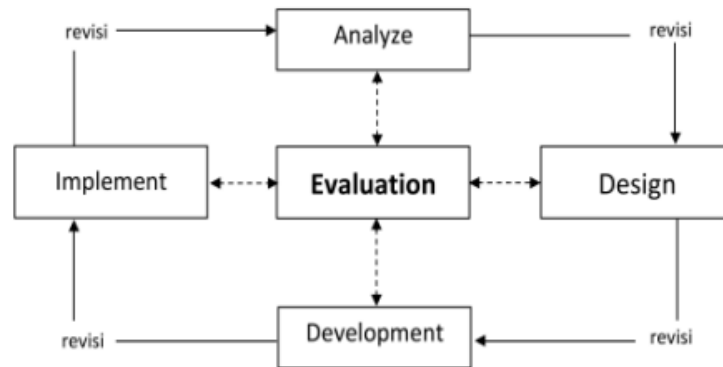 revisi
Analyze
revisi
Implement
Evaluation
Design
revisi
Development
revisi